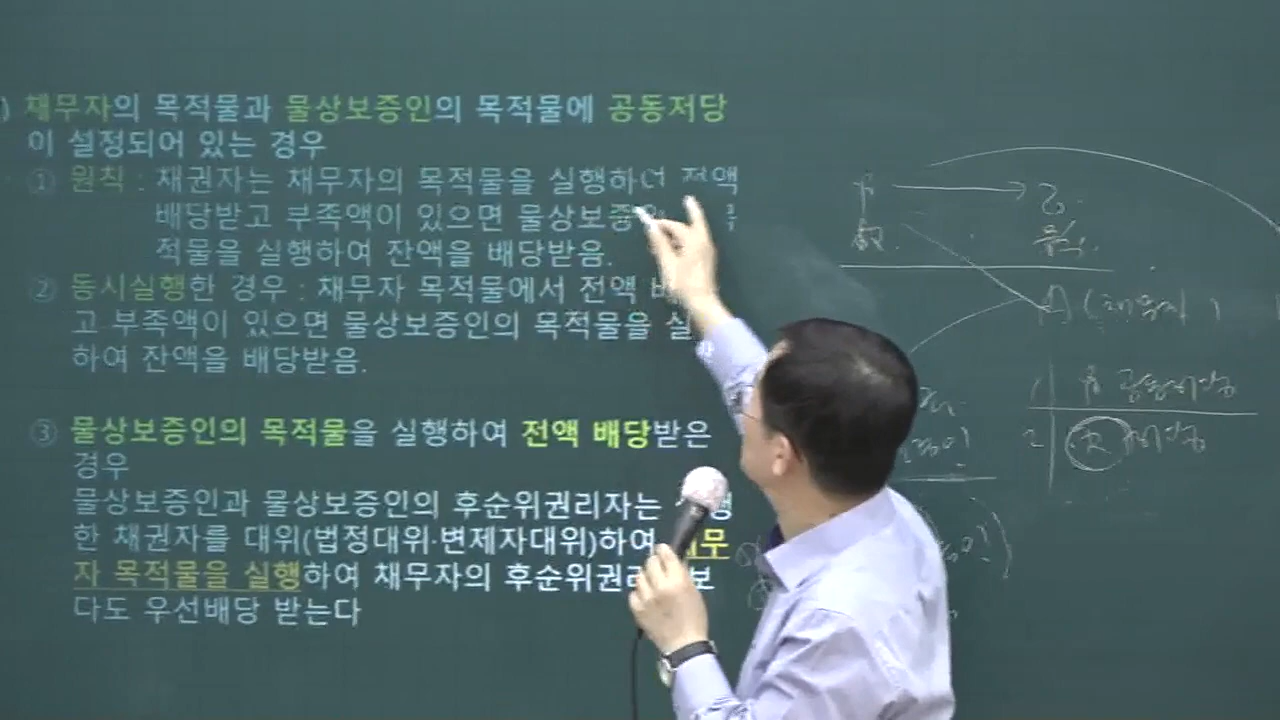 ) 채무자의 목적물과 물상보증인의 목적물에 공동저당
이 설정되어 있는 경우
① 원칙 : 채권자는 채무자의 목적물을 실행하여 전액
배당받고 부족액이 있으면 물상보증
적물을 실행하여 잔액을 배당받음.
② 동시실행한 경우 : 채무자 목적물에서 전액
고 부족액이 있으면 물상보증인의 목적물을 실
하여 잔액을 배당받음.
③ 물상보증인의 목적물을 실행하여 전액 배당받은
경우
물상보증인과 물상보증인의 후순위권리자는
한 채권자를 대위(법정대위·변제자대위)하여 무
자 목적물을 실행하여 채무자의 후순위권리 보
다도 우선배당 받는다
乙
A (채무자)
1 공동저당
2 저당